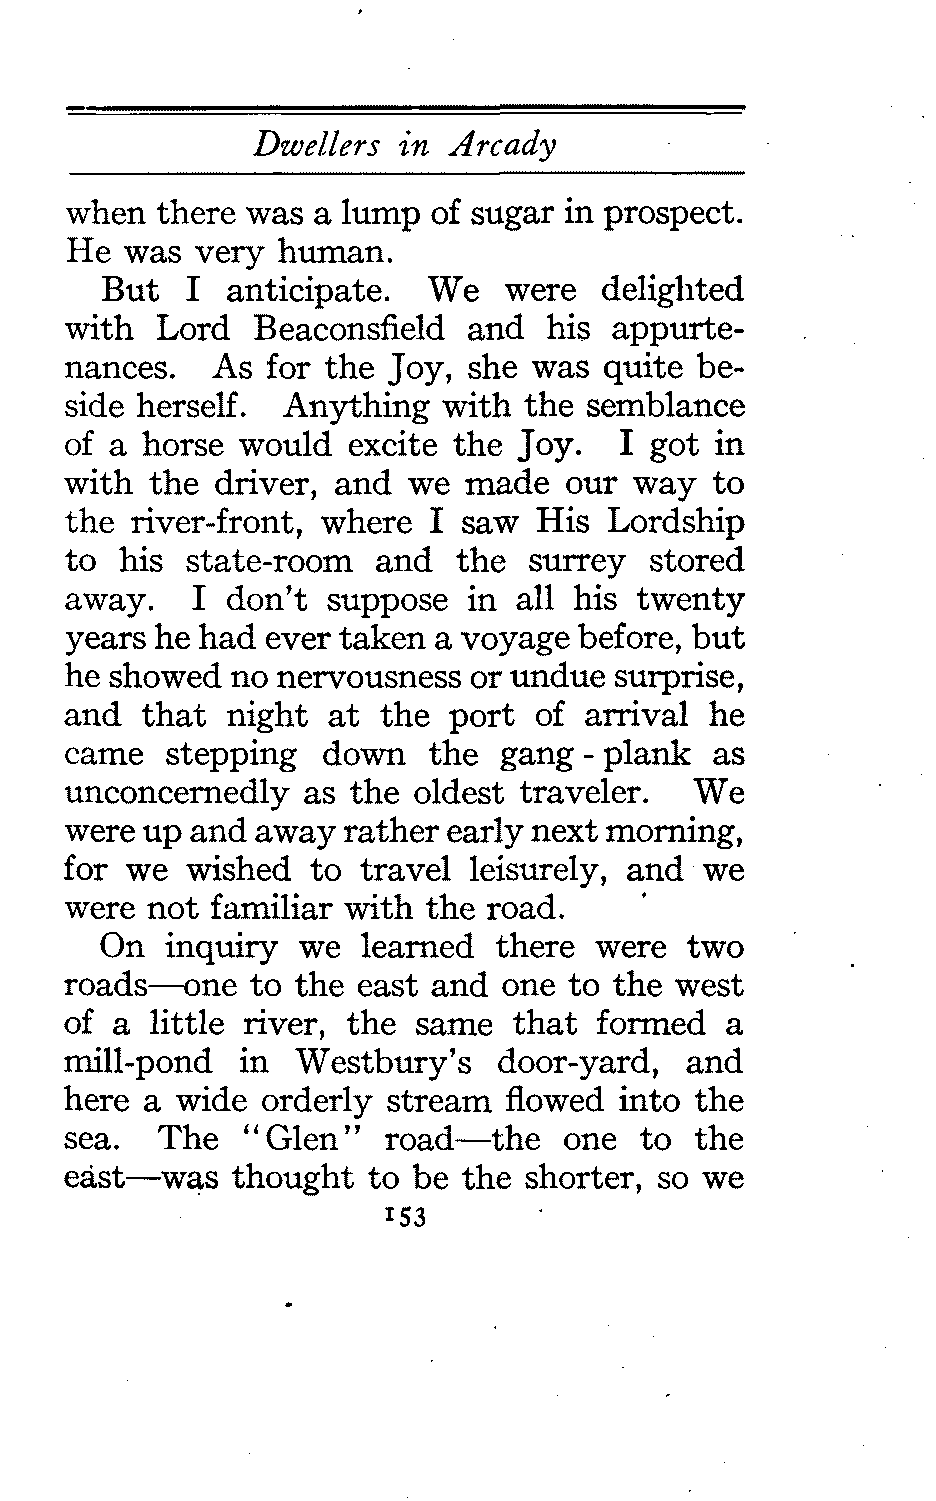 Dwellers in Arcady
when there was a lump of sugar in prospect.
He was very human.
But I anticipate. We were delighted
with Lord Beaconsfield and his appurte-
nances. As for the Joy, she was quite be-
side herself. Anything with the semblance
of a horse would excite the Joy. I got in
with the driver, and we made our way to
the river-front, where I saw His Lordship
to his state-room and the surrey stored
away. I don't suppose in all his twenty
years he had ever taken a voyage before, but
he showed no nervousness or undue surprise,
and that night at the port of arrival he
came stepping down the gang-plank as
unconcernedly as the oldest traveler. We
were up and away rather early next morning,
for we wished to travel leisurely, and we
were not familiar with the road.
On inquiry we learned there were two
roads—one to the east and one to the west
of a little river, the same that formed a
mill-pond in Westbury's door-yard, and
here a wide orderly stream flowed into the
sea. The "Glen" road—the one to the
east—was thought to be the shorter, so we
153